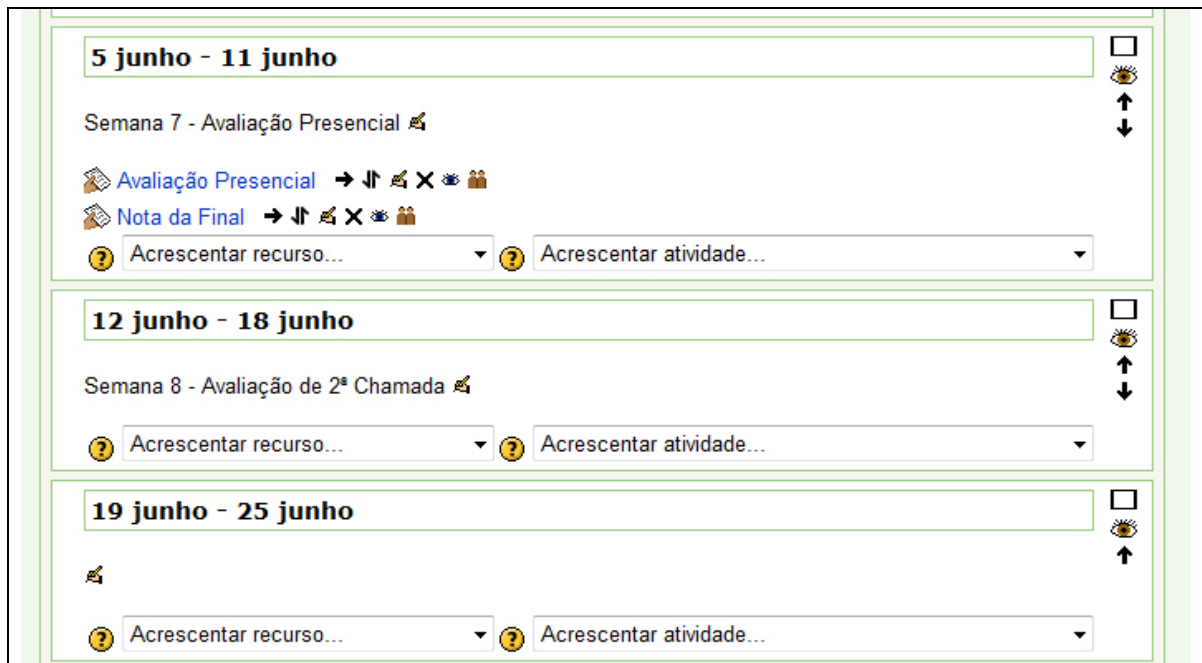 5 junho - 11 junho
Semana 7 - Avaliação Presencial
Avaliação Presencial
Nota da Final
? Acrescentar recurso... ? Acrescentar atividade...
12 junho - 18 junho
Semana 8 - Avaliação de 2ª Chamada
? Acrescentar recurso... ? Acrescentar atividade...
19 junho - 25 junho
? Acrescentar recurso... ? Acrescentar atividade...